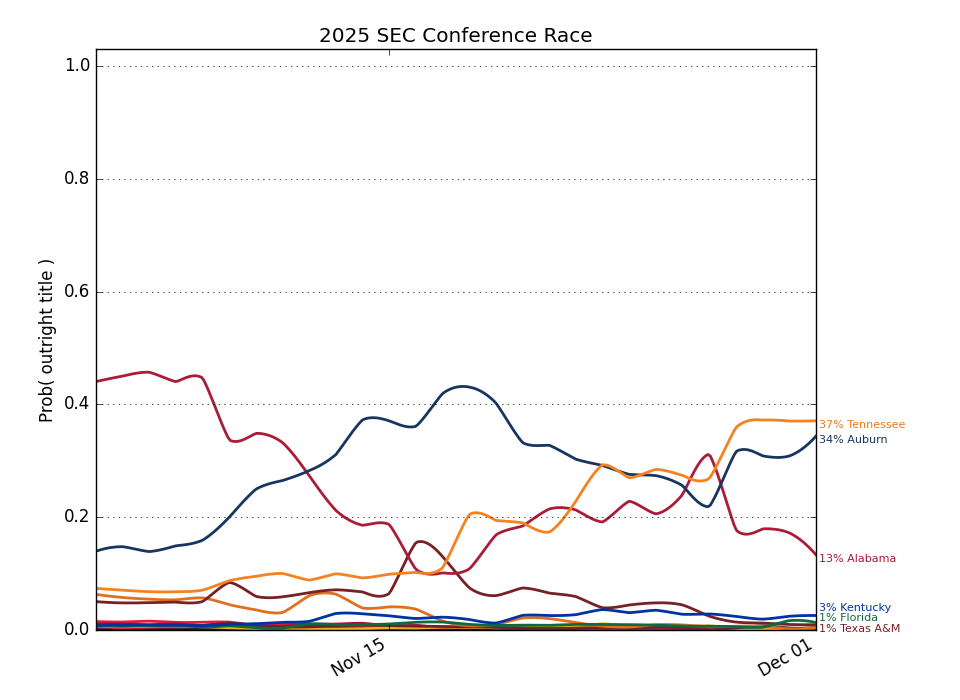 2025 SEC Conference Race
Prob( outright title )
1.0
0.8
0.6
0.4
0.2
0.0
Nov 15
Dec 01
37% Tennessee
34% Auburn
13% Alabama
3% Kentucky
1% Florida
1% Texas A&M